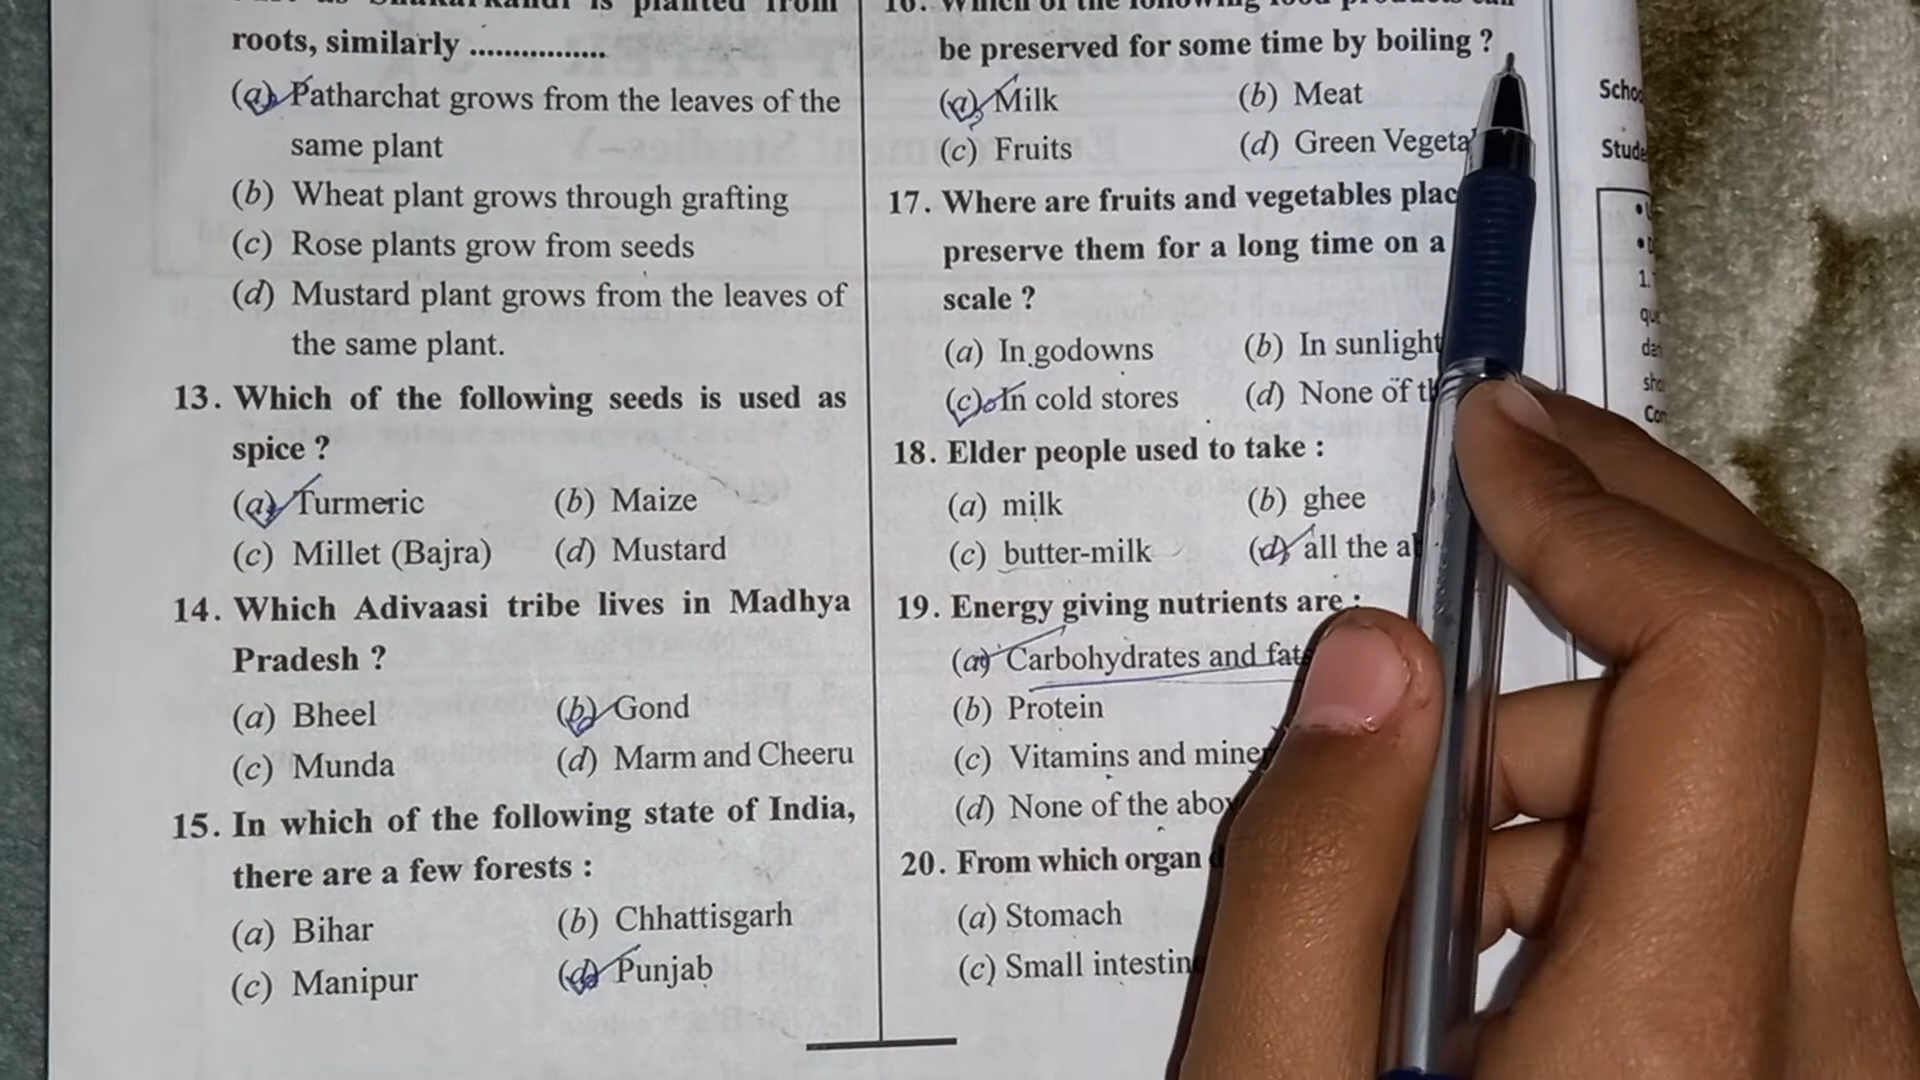 roots, similarly ................
(a) Patharchat grows from the leaves of the
same plant
(b) Wheat plant grows through grafting
(c) Rose plants grow from seeds
(d) Mustard plant grows from the leaves of
the same plant.
13. Which of the following seeds is used as
spice ?
(a) Turmeric (b) Maize
(c) Millet (Bajra) (d) Mustard
14. Which Adivaasi tribe lives in Madhya
Pradesh ?
(a) Bheel (b) Gond
(c) Munda (d) Marm and Cheeru
15. In which of the following state of India,
there are a few forests :
(a) Bihar (b) Chhattisgarh
(c) Manipur (d) Punjab
be preserved for some time by boiling ?
(a) Milk (b) Meat
(c) Fruits (d) Green
17. Where are fruits and vegetables
preserve them for a long time on a
scale ?
(a) In godowns (b) In sunlight
(c) In cold stores (d) None of
18. Elder people used to take :
(a) milk (b) ghee
(c) butter-milk (d) all the
19. Energy giving nutrients are :
(a) Carbohydrates and fats
(b) Protein
(c) Vitamins and
(d) None of the
20. From which organ
(a) Stomach
(c) Small